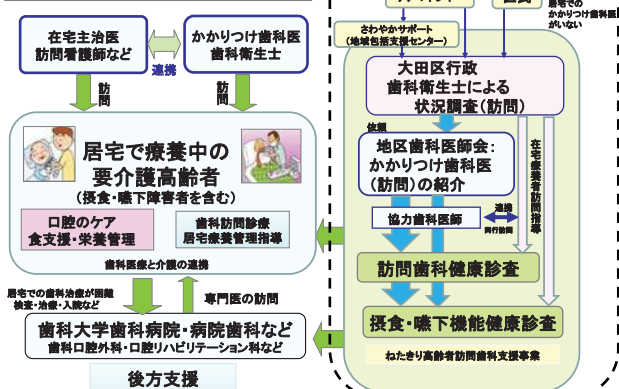 居宅での
かかりつけ歯科医
がいない
さわやかサポート
(地域包括支援センター)
在宅主治医
訪問看護師など
連携
かかりつけ歯科医
歯科衛生士
訪問
訪問
居宅で療養中の
要介護高齢者
(摂食・嚥下障害者を含む)
口腔のケア
食支援・栄養管理
歯科訪問診療
居宅療養管理指導
歯科医療と介護の連携
居宅での歯科治療が困難
検査・治療・入院など
専門医の訪問
歯科大学歯科病院・病院歯科など
歯科口腔外科・口腔リハビリテーション科など
後方支援
大田区行政
歯科衛生士による
状況調査(訪問)
依頼
地区歯科医師会:
かかりつけ歯科医
(訪問)の紹介
協力歯科医師
連携
同行訪問
在宅療養者訪問指導
訪問歯科健康診査
摂食・嚥下機能健康診査
ねたきり高齢者訪問歯科支援事業